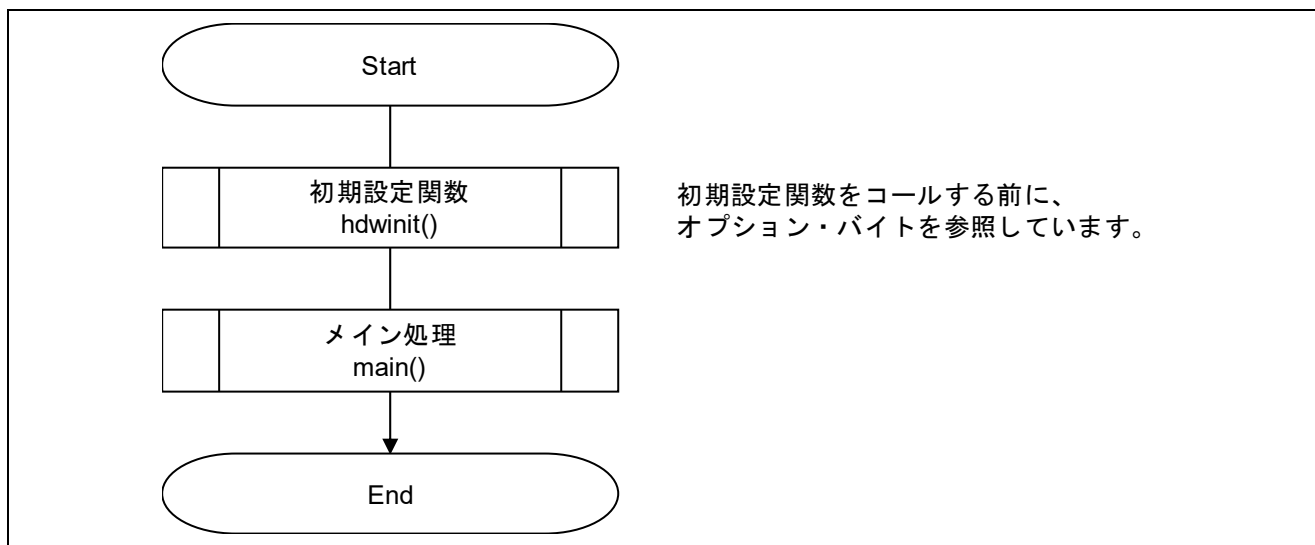 Start
初期設定関数
hdwinit()
初期設定関数をコールする前に、
オプション・バイトを参照しています。
メイン処理
main()
End